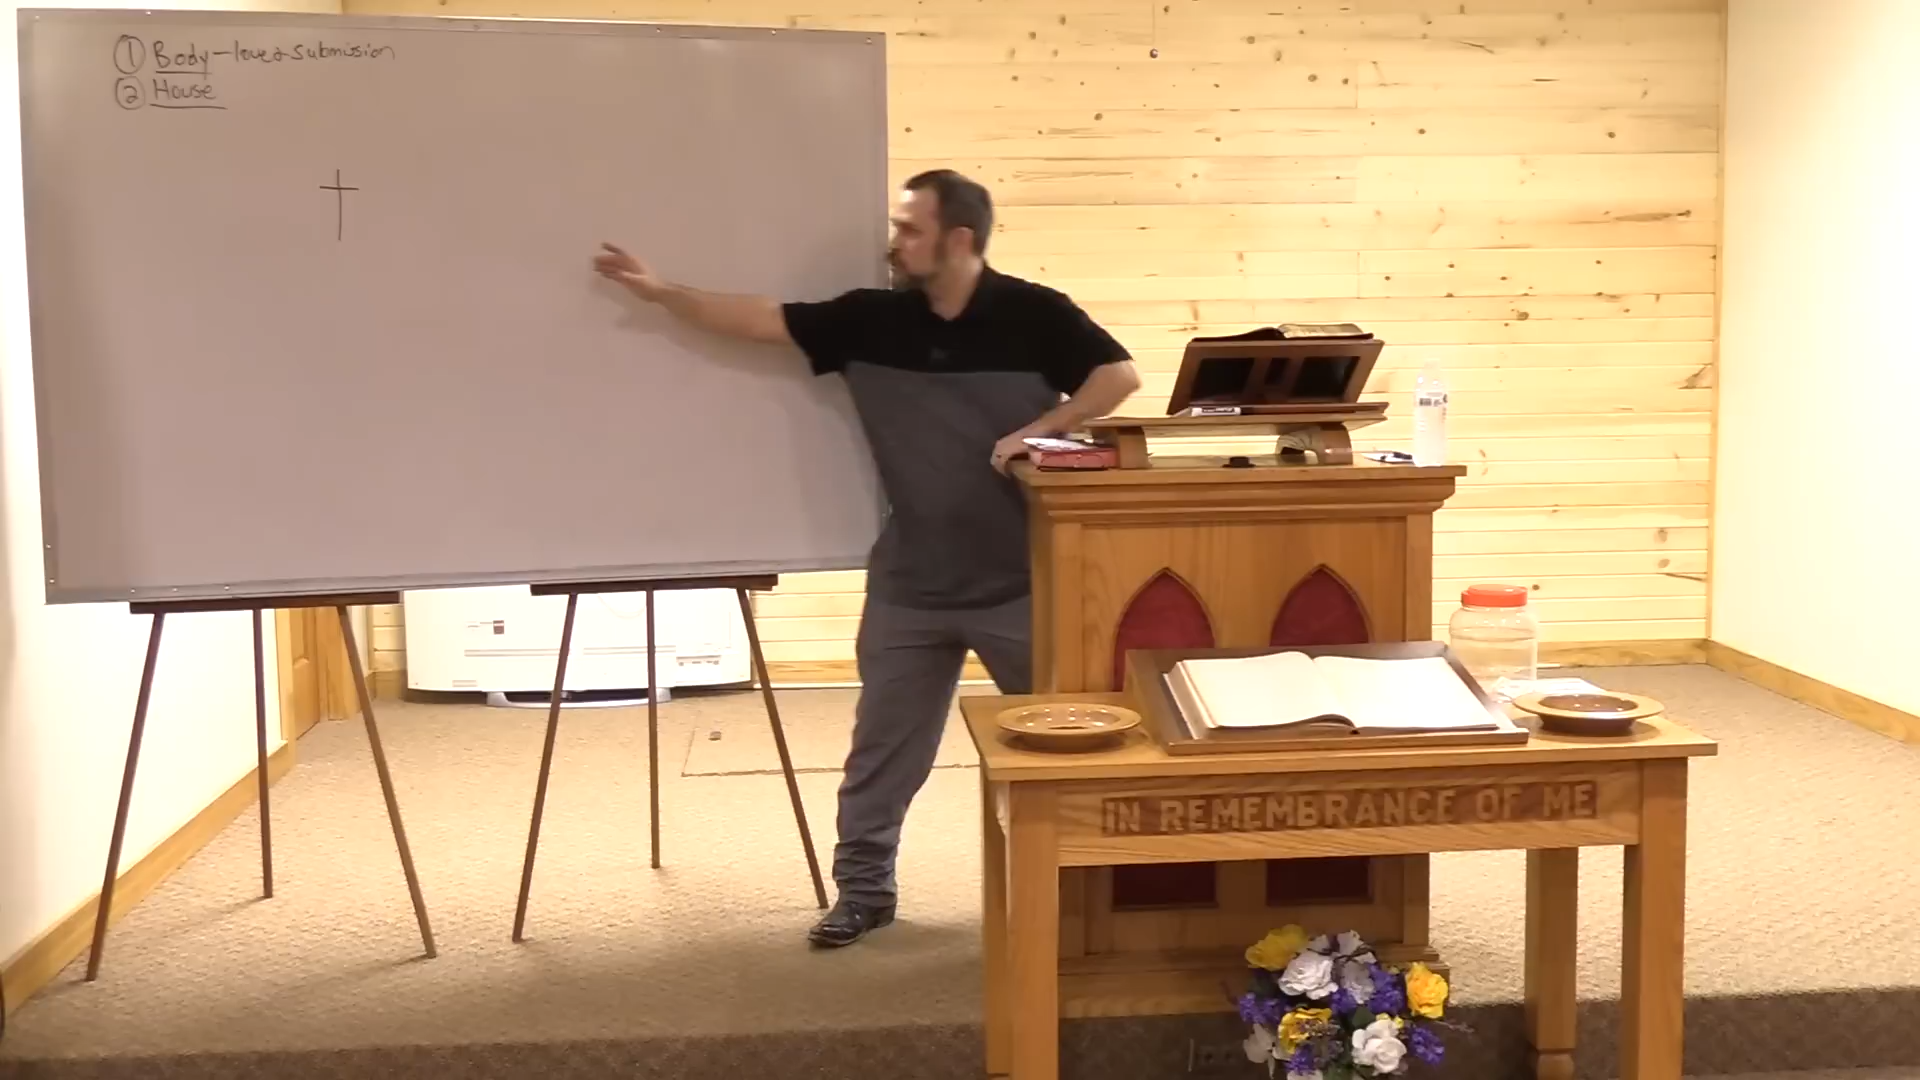 ① Body - love & submission
② House
IN REMEMBRANCE OF ME